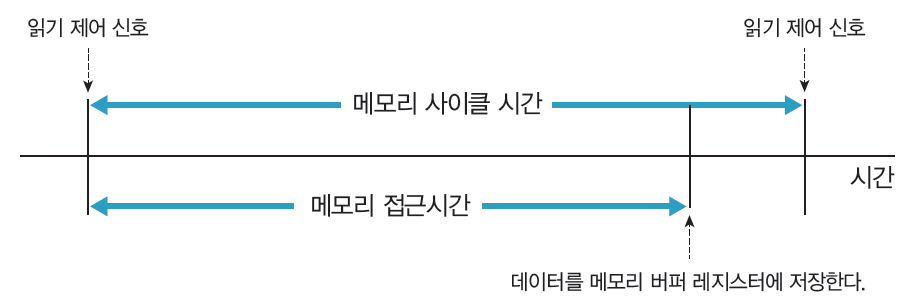 읽기 제어 신호
읽기 제어 신호
메모리 사이클 시간
시간
메모리 접근시간
데이터를 메모리 버퍼 레지스터에 저장한다.